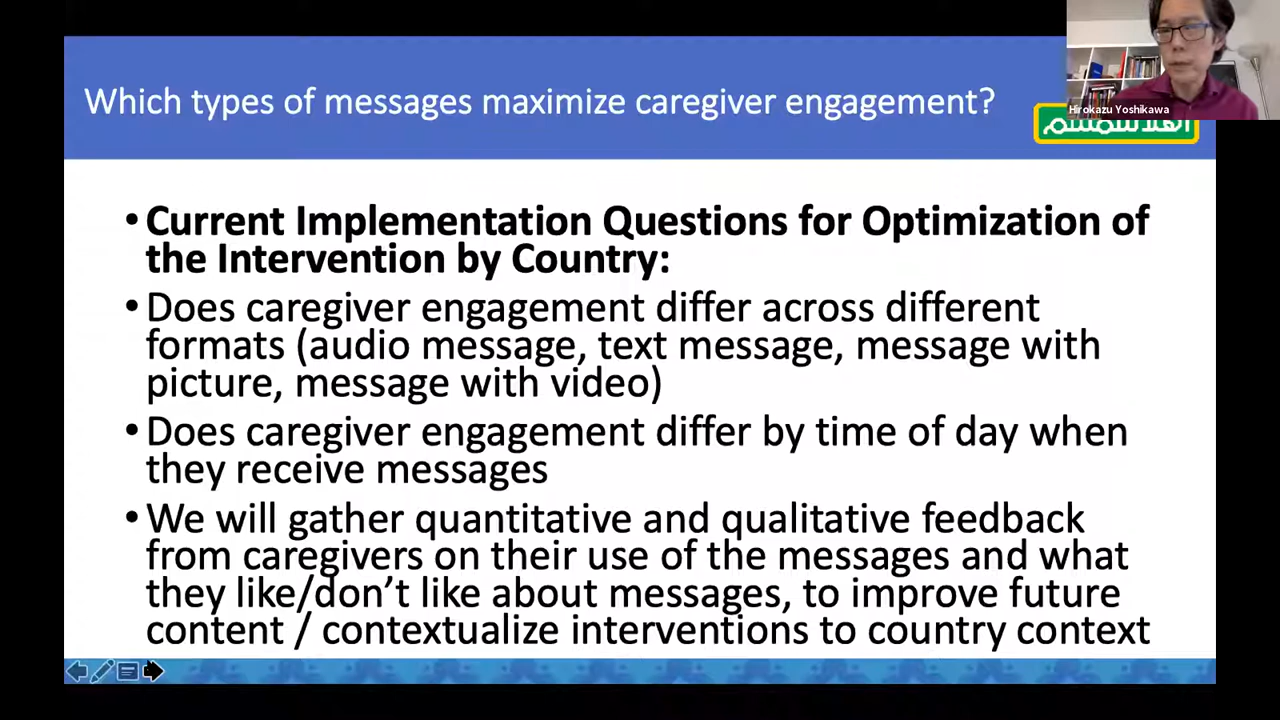 Which types of messages maximize caregiver engagement?
Hirokazu Yoshikawa
اهلا سمسم
• Current Implementation Questions for Optimization of
the Intervention by Country:
• Does caregiver engagement differ across different
formats (audio message, text message, message with
picture, message with video)
• Does caregiver engagement differ by time of day when
they receive messages
• We will gather quantitative and qualitative feedback
from caregivers on their use of the messages and what
they like/don’t like about messages, to improve future
content / contextualize interventions to country context